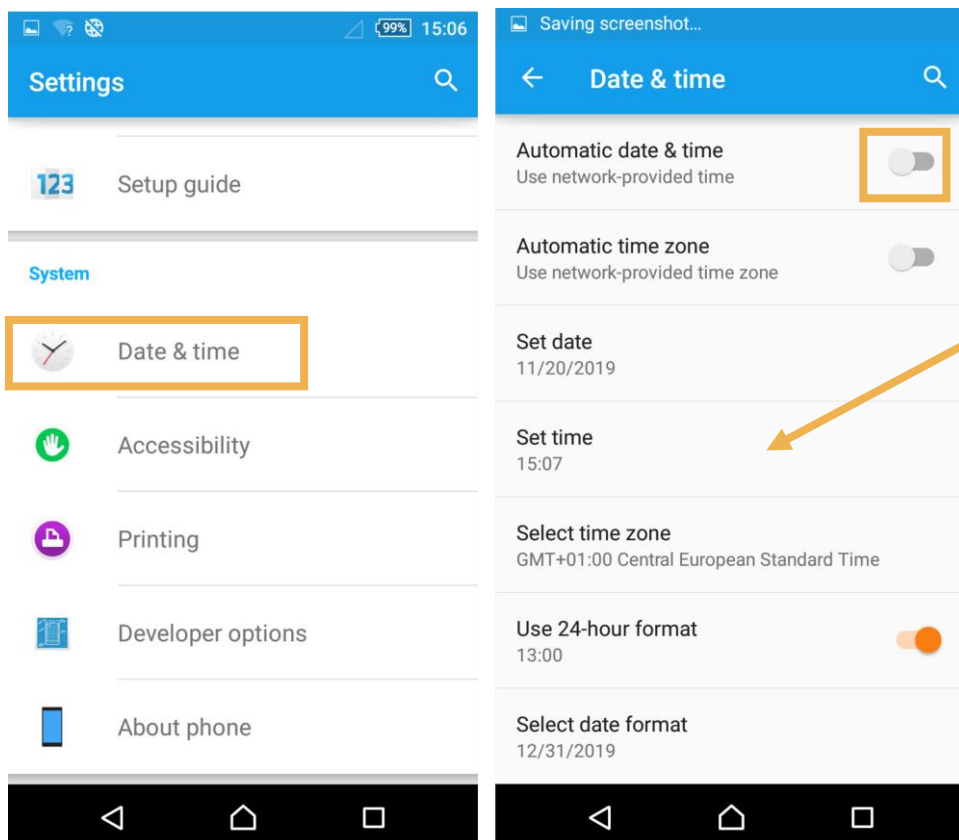 99% 15:06
Settings
123 Setup guide
System
Date & time
Accessibility
Printing
Developer options
About phone
Saving screenshot...
Date & time
Automatic date & time
Use network-provided time
Automatic time zone
Use network-provided time zone
Set date
11/20/2019
Set time
15:07
Select time zone
GMT+01:00 Central European Standard Time
Use 24-hour format
13:00
Select date format
12/31/2019